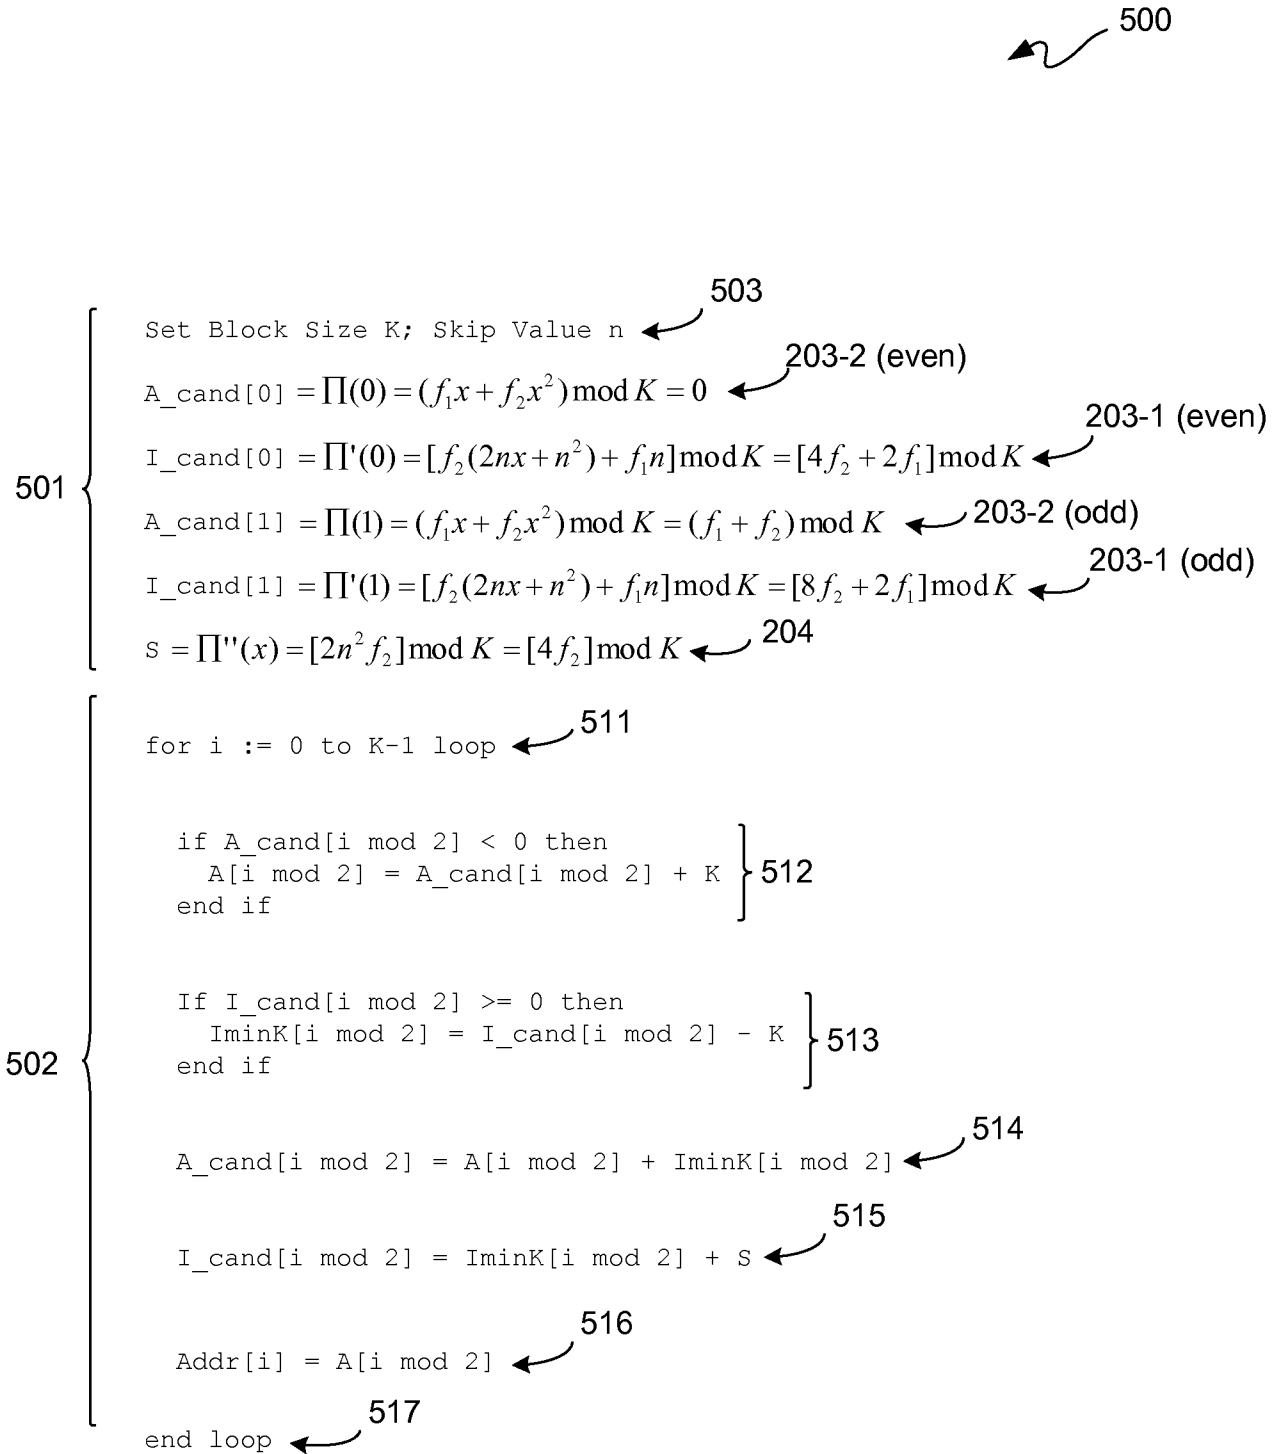 500
503
Set Block Size K; Skip Value n
203-2 (even)
A_cand[0] = ∏(0) = (f₁x + f₂x²) mod K = 0
203-1 (even)
I_cand[0] = ∏'(0) = [f₂(2nx + n²) + f₁n] mod K = [4f₂ + 2f₁] mod K
501
203-2 (odd)
A_cand[1] = ∏(1) = (f₁x + f₂x²) mod K = (f₁ + f₂) mod K
203-1 (odd)
I_cand[1] = ∏'(1) = [f₂(2nx + n²) + f₁n] mod K = [8f₂ + 2f₁] mod K
204
S = ∏''(x) = [2n²f₂] mod K = [4f₂] mod K
511
for i := 0 to K-1 loop
if A_cand[i mod 2] < 0 then
A[i mod 2] = A_cand[i mod 2] + K
512
end if
If I_cand[i mod 2] >= 0 then
IminK[i mod 2] = I_cand[i mod 2] - K
513
end if
502
514
A_cand[i mod 2] = A[i mod 2] + IminK[i mod 2]
515
I_cand[i mod 2] = IminK[i mod 2] + S
516
Addr[i] = A[i mod 2]
517
end loop